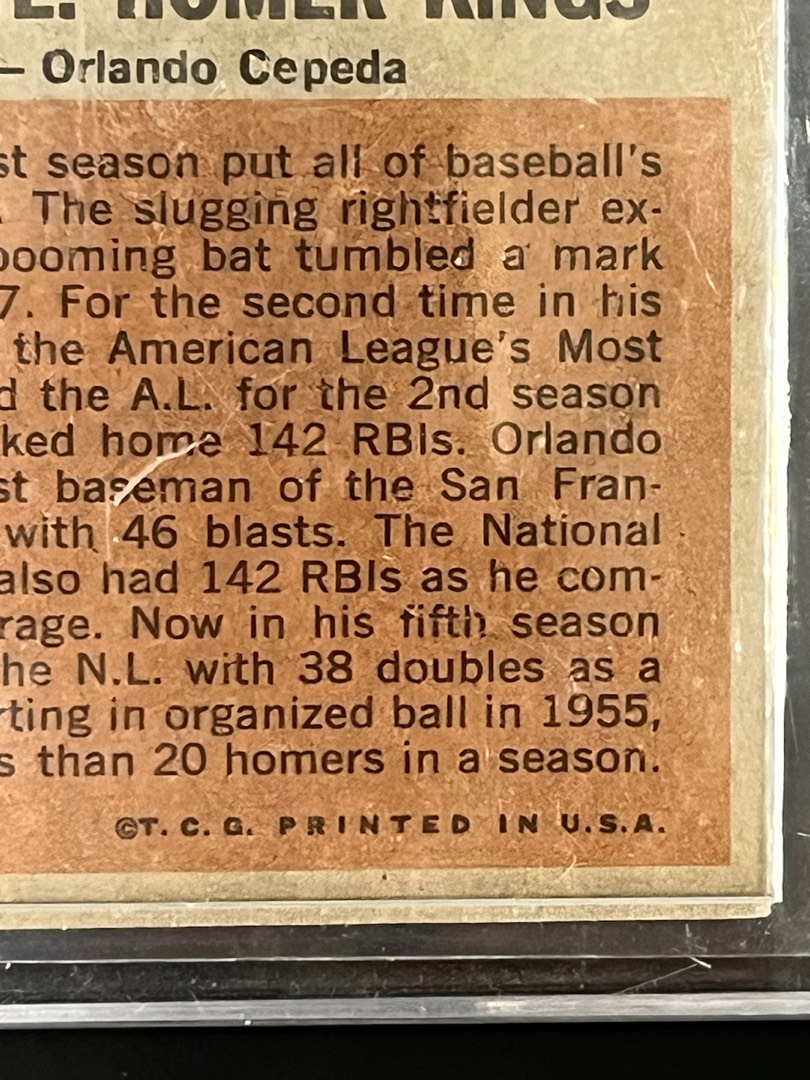 L. HOMER KINGS
— Orlando Cepeda
st season put all of baseball's
. The slugging rightfielder ex-
booming bat tumbled a mark
7. For the second time in his
the American League's Most
d the A.L. for the 2nd season
ked home 142 RBIs. Orlando
st baseman of the San Fran-
with 46 blasts. The National
also had 142 RBIs as he com-
rage. Now in his fifth season
he N.L. with 38 doubles as a
rting in organized ball in 1955,
s than 20 homers in a season.
©T. C. G. PRINTED IN U.S.A.